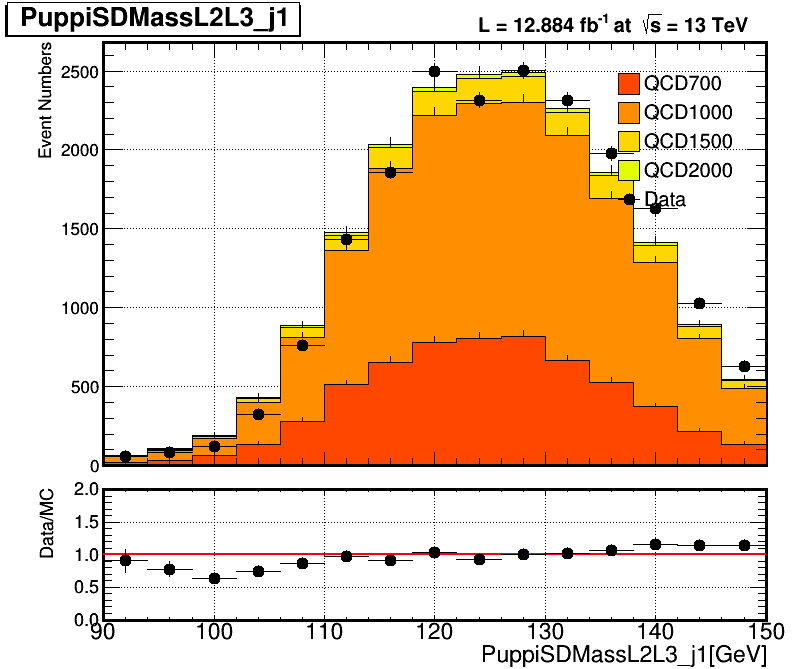 PuppiSDMassL2L3_j1
L = 12.884 fb⁻¹ at √s = 13 TeV
Event Numbers
2500
2000
1500
1000
500
0
QCD700
QCD1000
QCD1500
QCD2000
Data
Data/MC
2.0
1.5
1.0
0.5
0.0
90 100 110 120 130 140 150
PuppiSDMassL2L3_j1[GeV]